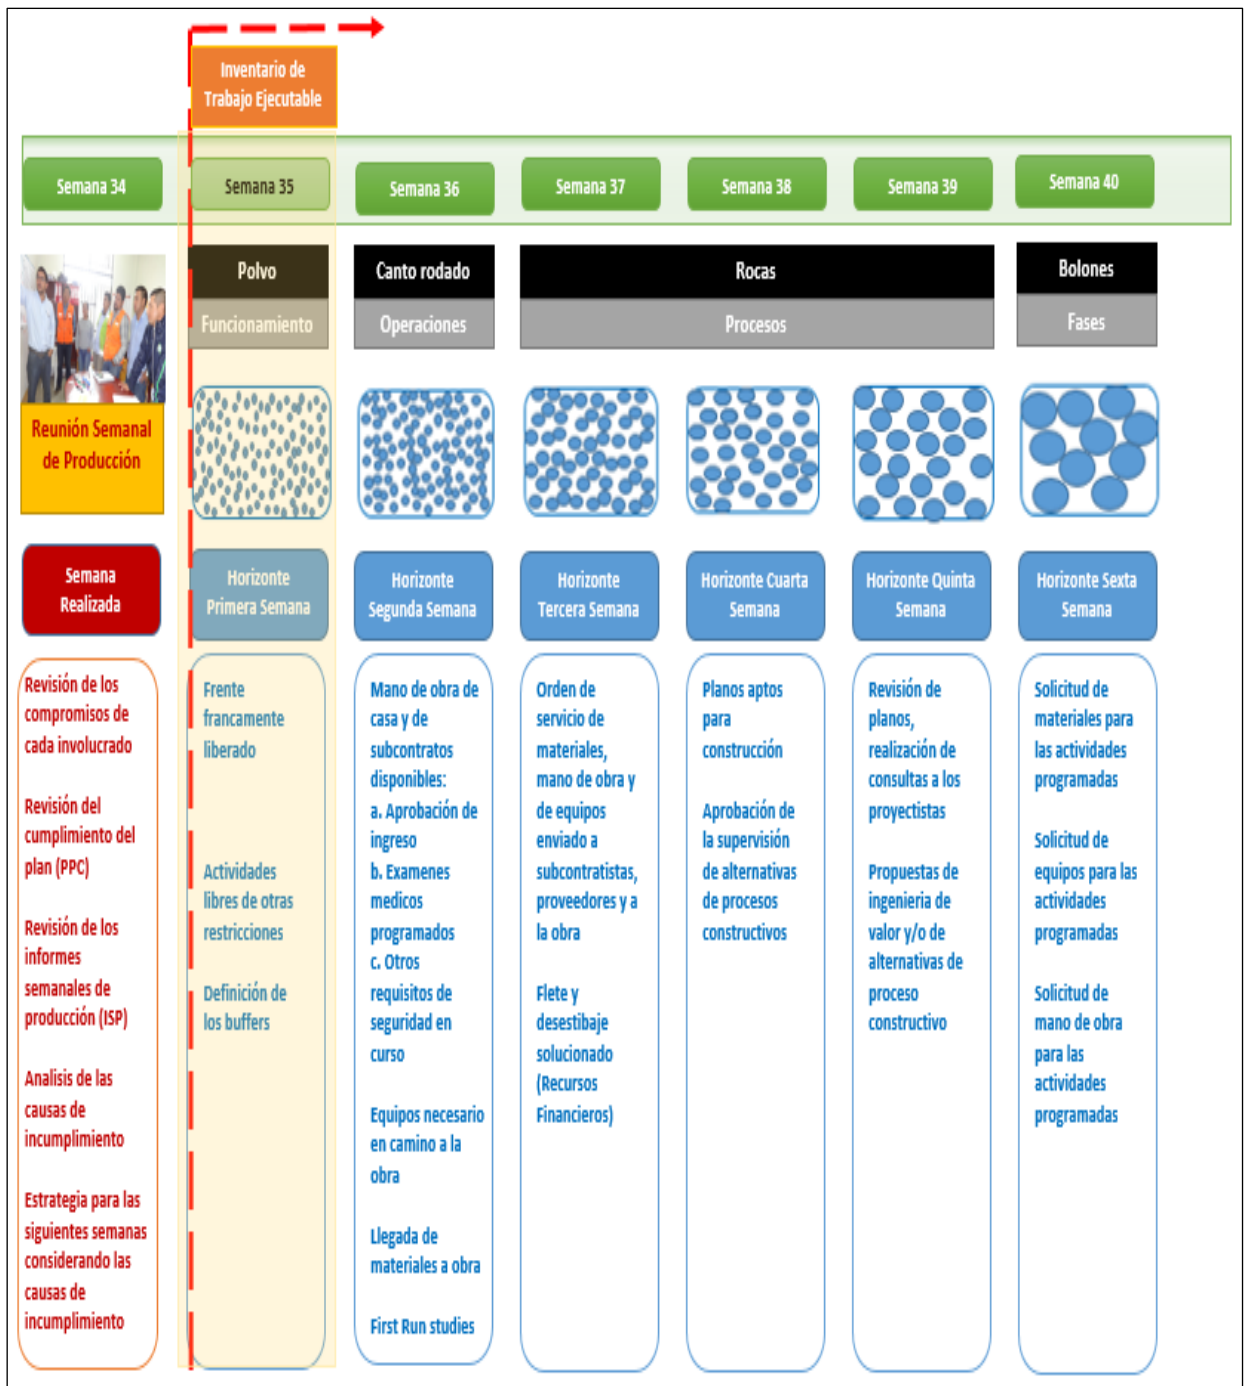 Inventario de
Trabajo Ejecutable
Semana 34
Semana 35
Semana 36
Semana 37
Semana 38
Semana 39
Semana 40
Polvo
Funcionamiento
Canto rodado
Operaciones
Rocas
Procesos
Bolones
Fases
Reunión Semanal
de Producción
Semana
Realizada
Horizonte
Primera Semana
Horizonte
Segunda Semana
Horizonte
Tercera Semana
Horizonte Cuarta
Semana
Horizonte Quinta
Semana
Horizonte Sexta
Semana
Revisión de los
compromisos de
cada involucrado
Revisión del
cumplimiento del
plan (PPC)
Revisión de los
informes
semanales de
producción (ISP)
Analisis de las
causas de
incumplimiento
Estrategia para las
siguientes semanas
considerando las
causas de
incumplimiento
Frente
francamente
liberado
Actividades
libres de otras
restricciones
Definición de
los buffers
Mano de obra de
casa y de
subcontratos
disponibles:
a. Aprobación de
ingreso
b. Examenes
medicos
programados
c. Otros
requisitos de
seguridad en
curso
Equipos necesario
en camino a la
obra
Llegada de
materiales a obra
First Run studies
Orden de
servicio de
materiales,
mano de obra y
de equipos
enviado a
subcontratistas,
proveedores y a
la obra
Flete y
desestibaje
solucionado
(Recursos
Financieros)
Planos aptos
para
construcción
Aprobación de
la supervisión
de alternativas
de procesos
constructivos
Revisión de
planos,
realización de
consultas a los
proyectistas
Propuestas de
ingenieria de
valor y/o de
alternativas de
proceso
constructivo
Solicitud de
materiales para
las actividades
programadas
Solicitud de
equipos para las
actividades
programadas
Solicitud de
mano de obra
para las
actividades
programadas